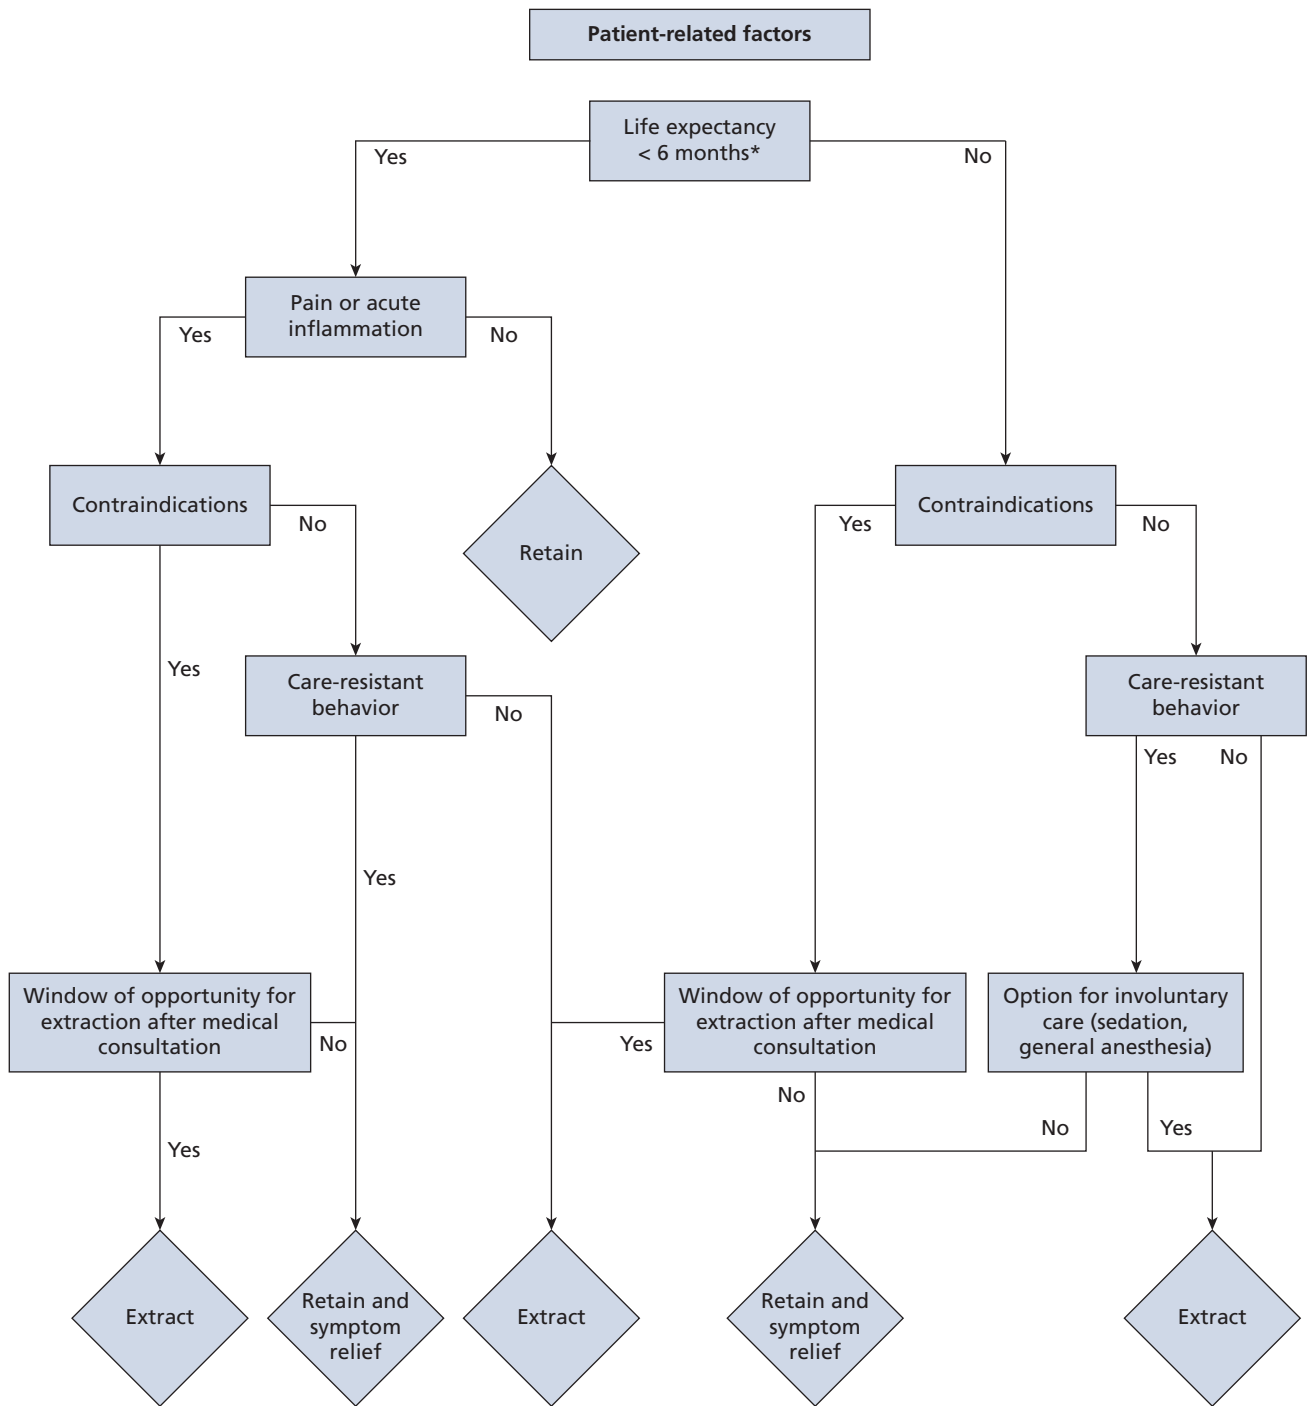 Patient-related factors
Life expectancy
< 6 months*
Yes
No
Pain or acute
inflammation
Yes
No
Contraindications
No
Retain
Contraindications
Yes
No
Yes
Care-resistant
behavior
No
Care-resistant
behavior
Yes
No
Yes
Window of opportunity for
extraction after medical
consultation
No
Window of opportunity for
extraction after medical
consultation
Yes
No
Option for involuntary
care (sedation,
general anesthesia)
No
Yes
Yes
Extract
Retain and
symptom
relief
Extract
Retain and
symptom
relief
Extract